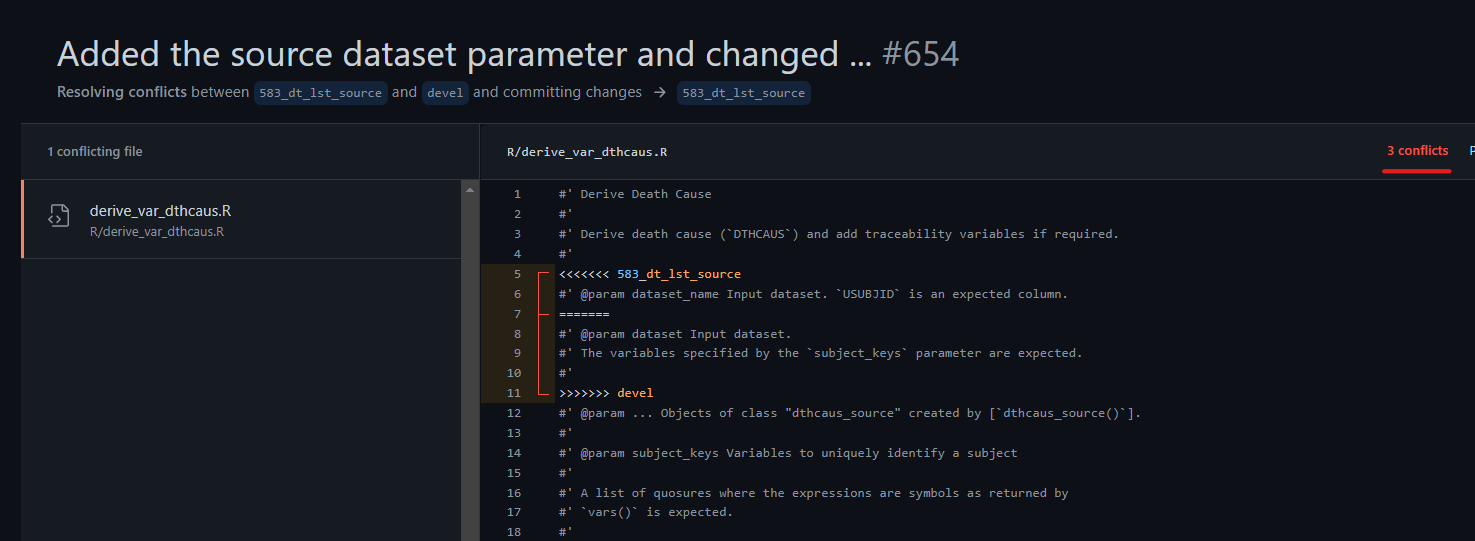 Added the source dataset parameter and changed ... #654
Resolving conflicts between 583_dt_lst_source and devel and committing changes → 583_dt_lst_source
1 conflicting file
R/derive_var_dthcaus.R
3 conflicts
P
derive_var_dthcaus.R
R/derive_var_dthcaus.R
1 #' Derive Death Cause
2 #'
3 #' Derive death cause (`DTHCAUS`) and add traceability variables if required.
4 #'
5 <<<<<<< 583_dt_lst_source
6 #' @param dataset_name Input dataset. `USUBJID` is an expected column.
7 =======
8 #' @param dataset Input dataset.
9 #' The variables specified by the `subject_keys` parameter are expected.
10 #'
11 >>>>>>> devel
12 #' @param ... Objects of class "dthcaus_source" created by [`dthcaus_source()`].
13 #'
14 #' @param subject_keys Variables to uniquely identify a subject
15 #'
16 #' A list of quosures where the expressions are symbols as returned by
17 #' `vars()` is expected.
18 #'